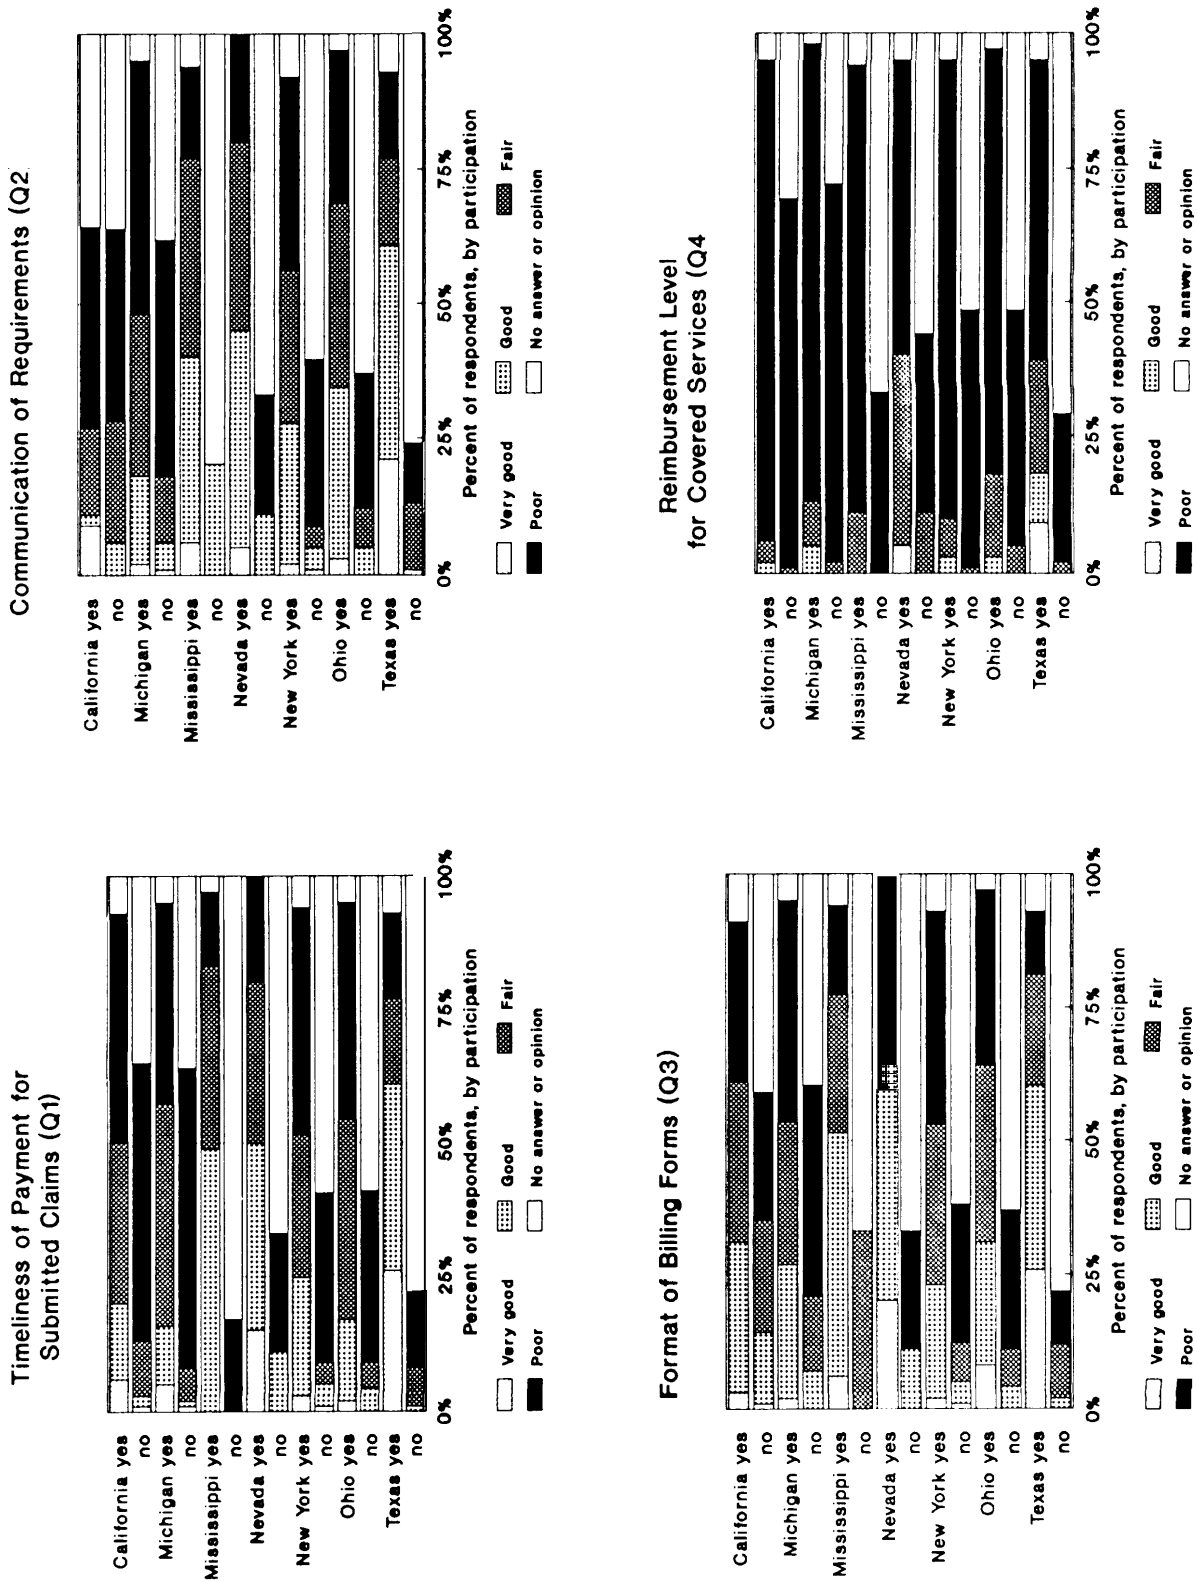 Timeliness of Payment for
Submitted Claims (Q1)
California yes
no
Michigan yes
no
Mississippi yes
no
Nevada yes
no
New York yes
no
Ohio yes
no
Texas yes
no
0%
25%
50%
75%
100%
Percent of respondents, by participation
Very good
Good
Fair
Poor
No answer or opinion
Communication of Requirements (Q2
California yes
no
Michigan yes
no
Mississippi yes
no
Nevada yes
no
New York yes
no
Ohio yes
no
Texas yes
no
0%
25%
50%
75%
100%
Percent of respondents, by participation
Very good
Good
Fair
Poor
No answer or opinion
Format of Billing Forms (Q3)
California yes
no
Michigan yes
no
Mississippi yes
no
Nevada yes
no
New York yes
no
Ohio yes
no
Texas yes
no
0%
25%
50%
75%
100%
Percent of respondents, by participation
Very good
Good
Fair
Poor
No answer or opinion
Reimbursement Level
for Covered Services (Q4
California yes
no
Michigan yes
no
Mississippi yes
no
Nevada yes
no
New York yes
no
Ohio yes
no
Texas yes
no
0%
25%
50%
75%
100%
Percent of respondents, by participation
Very good
Good
Fair
Poor
No answer or opinion